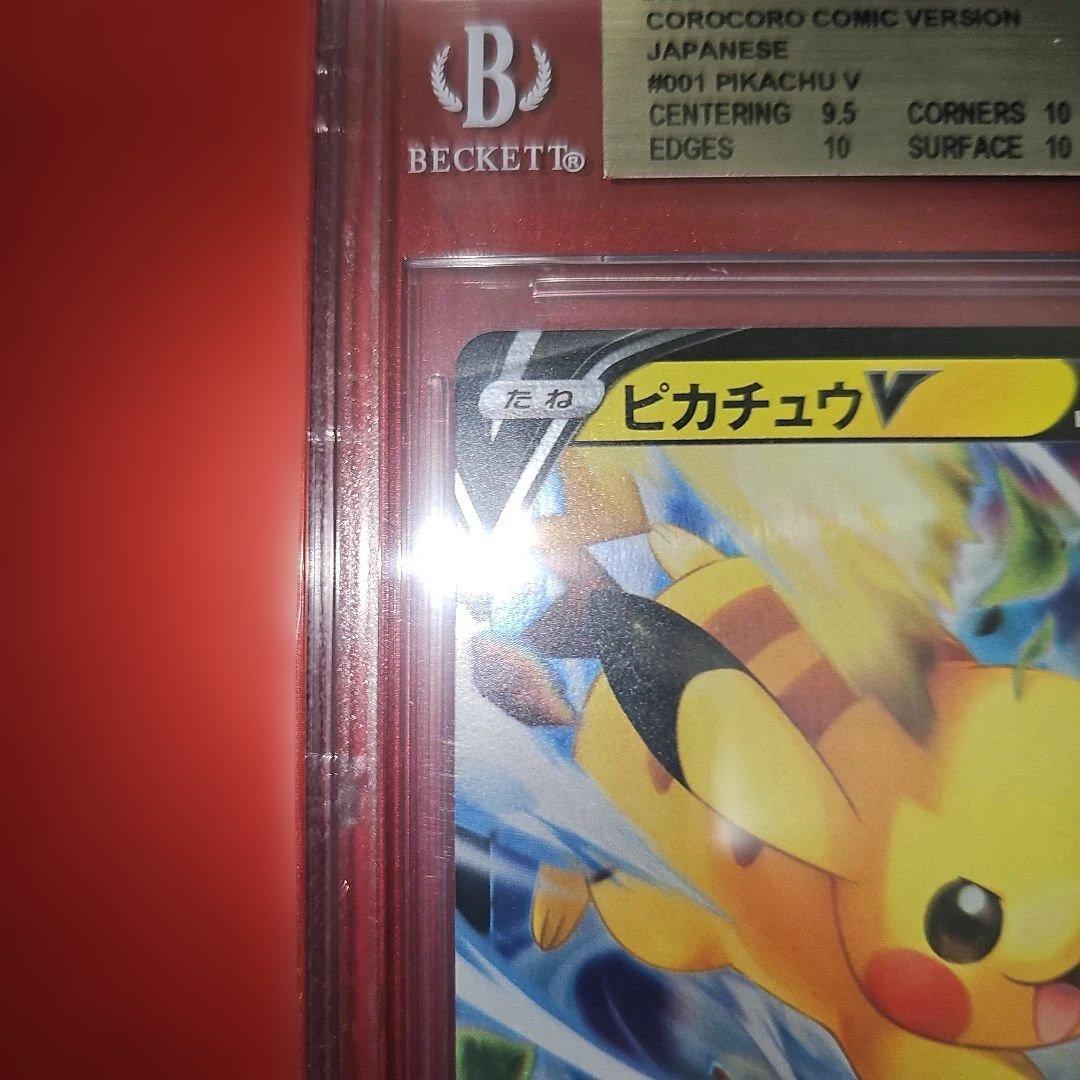 COROCORO COMIC VERSION
JAPANESE
#001 PIKACHU V
CENTERING 9.5 CORNERS 10
EDGES 10 SURFACE 10
B
BECKETT®
たね ピカチュウV